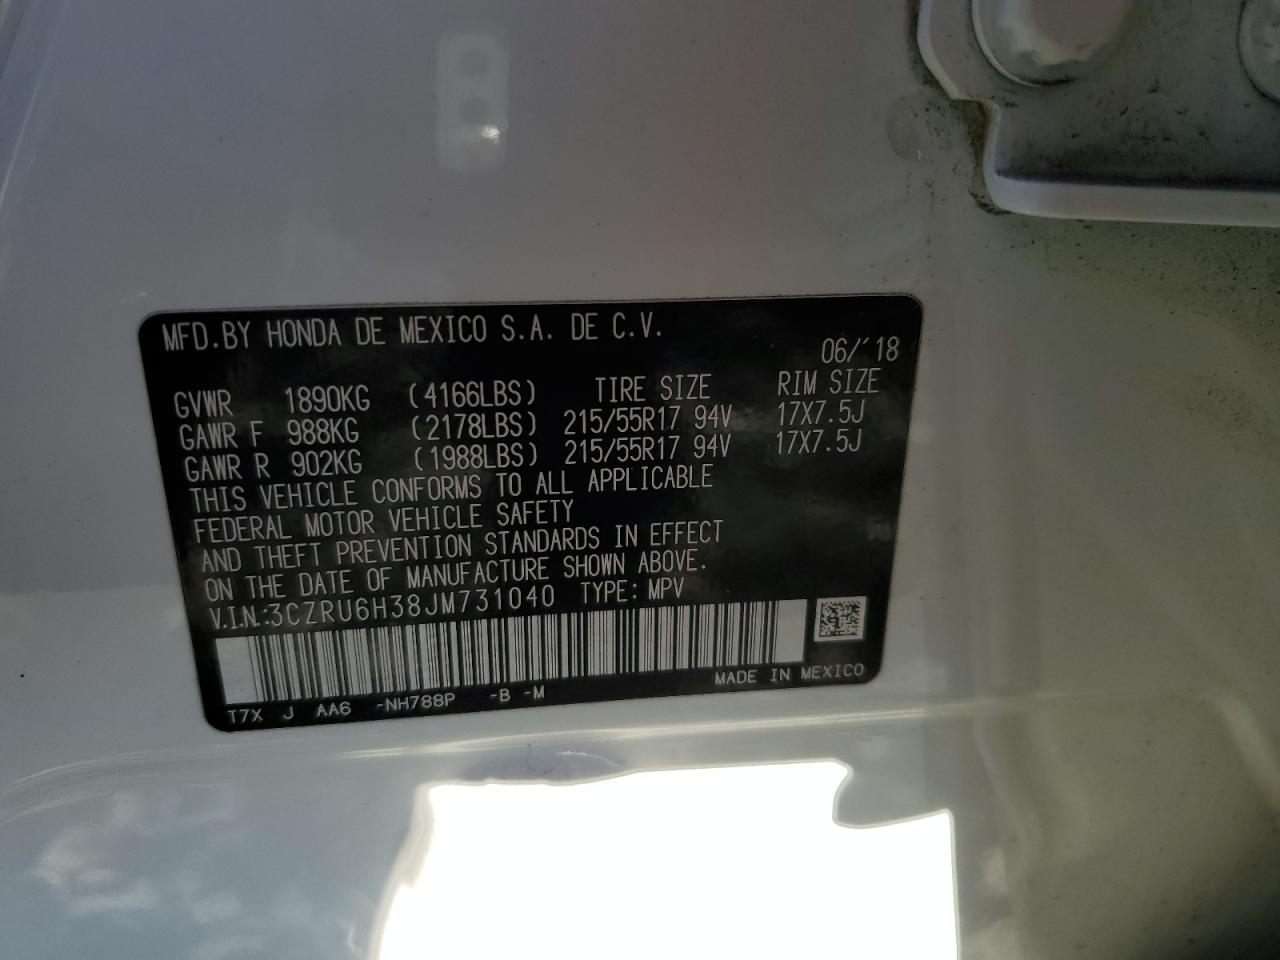 MFD.BY HONDA DE MEXICO S.A. DE C.V.
06/'18
GVWR 1890KG (4166LBS) TIRE SIZE RIM SIZE
GAWR F 988KG (2178LBS) 215/55R17 94V 17X7.5J
GAWR R 902KG (1988LBS) 215/55R17 94V 17X7.5J
THIS VEHICLE CONFORMS TO ALL APPLICABLE
FEDERAL MOTOR VEHICLE SAFETY
AND THEFT PREVENTION STANDARDS IN EFFECT
ON THE DATE OF MANUFACTURE SHOWN ABOVE.
V.I.N.:3CZRU6H38JM731040 TYPE: MPV
MADE IN MEXICO
T7X J AA6 -NH788P -B -M